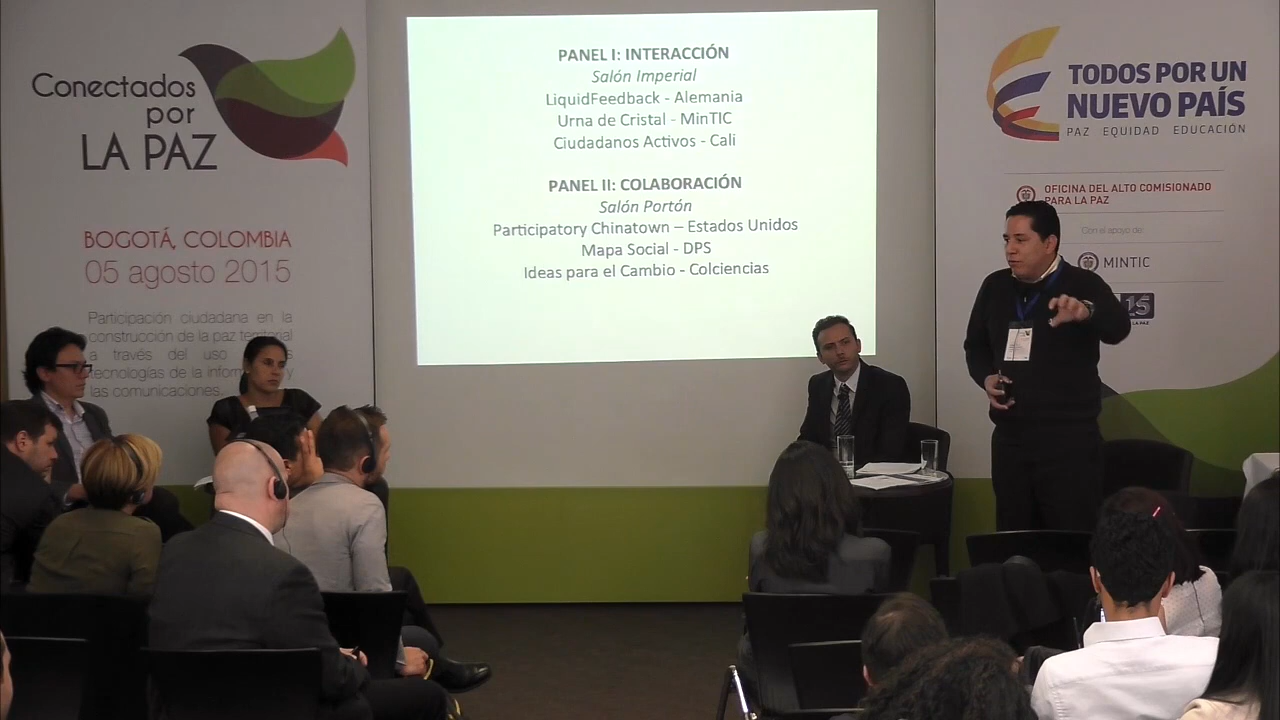 Conectados
por
LA PAZ
BOGOTÁ, COLOMBIA
05 agosto 2015
Participación ciudadana en la
construcción de la paz territorial
a través del uso
tecnologías de la
las comunicaciones.
PANEL I: INTERACCIÓN
Salón Imperial
LiquidFeedback - Alemania
Urna de Cristal - MinTIC
Ciudadanos Activos - Cali
PANEL II: COLABORACIÓN
Salón Portón
Participatory Chinatown – Estados Unidos
Mapa Social - DPS
Ideas para el Cambio - Colciencias
TODOS POR UN
NUEVO PAÍS
PAZ EQUIDAD EDUCACIÓN
OFICINA DEL ALTO COMISIONADO
PARA LA PAZ
Con el apoyo de:
MINTIC
15
LA PAZ